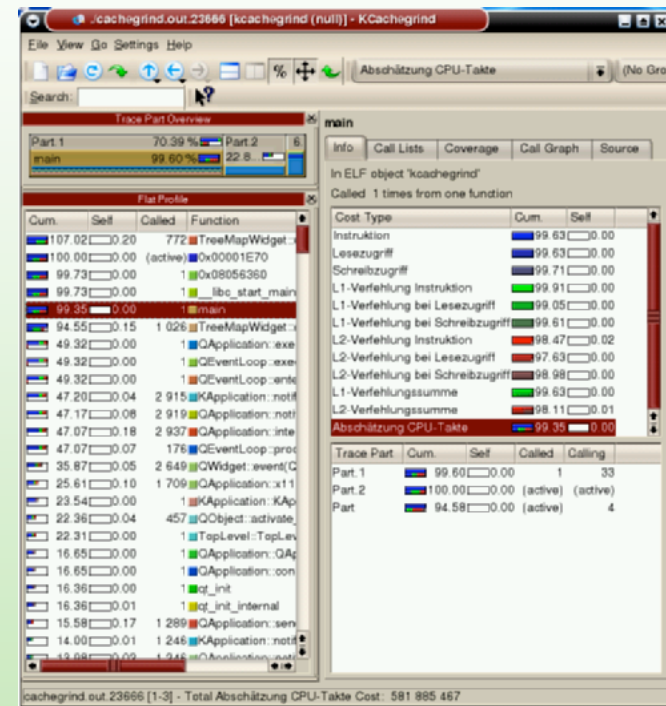 ./cachegrind.out.23666 [kcachegrind (null)] - KCachegrind
File View Go Settings Help
% Abschätzung CPU-Takte (No Gro
Search:
Trace Part Overview
Part.1 70.39 % Part.2 6.
main 99.60 % 22.8...
Flat Profile
Cum. Self Called Function
107.02 0.20 772 TreeMapWidget::
100.00 0.00 (active) 0x00001E70
99.73 0.00 1 0x08056360
99.73 0.00 1 __libc_start_main
99.35 0.00 1 main
94.55 0.15 1 026 TreeMapWidget::
49.32 0.00 1 QApplication::exe
49.32 0.00 1 QEventLoop::exe
49.32 0.00 1 QEventLoop::ente
47.20 0.04 2 915 KApplication::notif
47.17 0.08 2 919 QApplication::noti
47.07 0.18 2 937 QApplication::inte
47.07 0.07 176 QEventLoop::proc
35.87 0.05 2 649 QWidget::event(Q
25.61 0.10 1 709 QApplication::x11
23.54 0.00 1 KApplication::KAp
22.36 0.04 457 QObject::activate_
22.31 0.00 1 TopLevel::TopLev
16.65 0.00 1 QApplication::QAp
16.65 0.00 1 QApplication::con
16.36 0.00 1 qt_init
16.36 0.01 1 qt_init_internal
15.58 0.17 1 289 QApplication::sen
14.00 0.01 1 246 KApplication::notif
13.98 0.02 1 246 QApplication::noti
main
Info Call Lists Coverage Call Graph Source
In ELF object 'kcachegrind'
Called 1 times from one function
Cost Type Cum. Self
Instruktion 99.63 0.00
Lesezugriff 99.63 0.00
Schreibzugriff 99.71 0.00
L1-Verfehlung Instruktion 99.91 0.00
L1-Verfehlung bei Lesezugriff 99.05 0.00
L1-Verfehlung bei Schreibzugriff 99.61 0.00
L2-Verfehlung Instruktion 98.47 0.02
L2-Verfehlung bei Lesezugriff 97.63 0.00
L2-Verfehlung bei Schreibzugriff 98.98 0.00
L1-Verfehlungssumme 99.63 0.00
L2-Verfehlungssumme 98.11 0.01
Abschätzung CPU-Takte 99.35 0.00
Trace Part Cum. Self Called Calling
Part.1 99.60 0.00 1 33
Part.2 100.00 0.00 (active) (active)
Part 94.58 0.00 (active) 4
cachegrind.out.23666 [1-3] - Total Abschätzung CPU-Takte Cost: 581 885 467